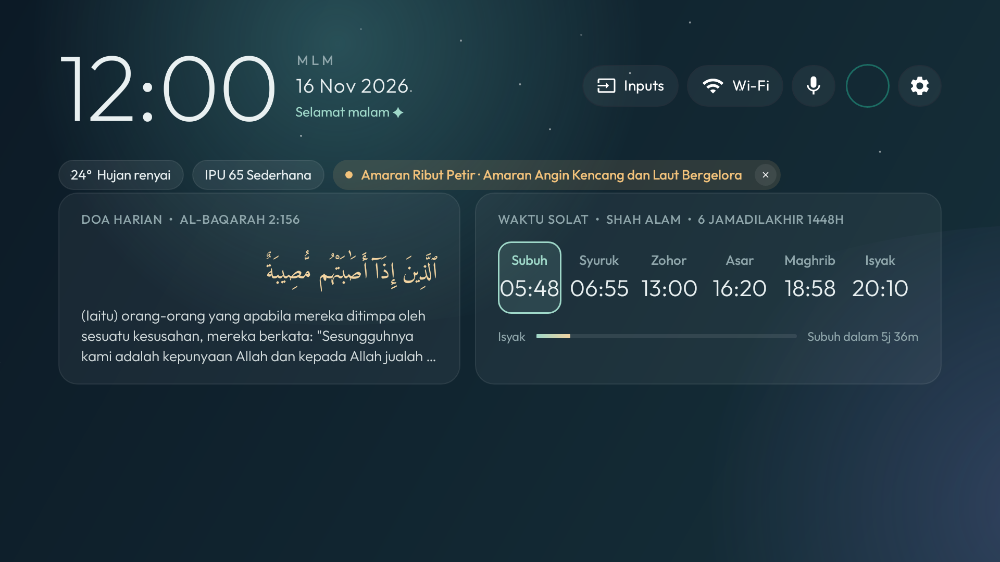 12:00
MLM
16 Nov 2026
Selamat malam
Inputs
Wi-Fi
24° Hujan renyai
IPU 65 Sederhana
Amaran Ribut Petir · Amaran Angin Kencang dan Laut Bergelora
DOA HARIAN • AL-BAQARAH 2:156
ٱلَّذِينَ إِذَآ أَصَٰبَتْهُم مُّصِيبَةٌ
(Iaitu) orang-orang yang apabila mereka ditimpa oleh
sesuatu kesusahan, mereka berkata: "Sesungguhnya
kami adalah kepunyaan Allah dan kepada Allah jualah ...
WAKTU SOLAT • SHAH ALAM • 6 JAMADILAKHIR 1448H
Subuh Syuruk Zohor Asar Maghrib Isyak
05:48 06:55 13:00 16:20 18:58 20:10
Isyak Subuh dalam 5j 36m